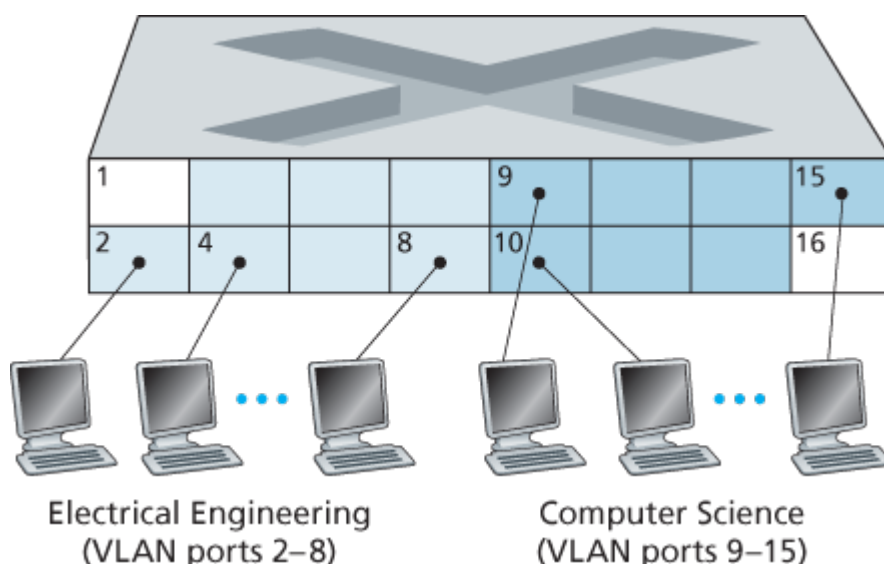 1
9
15
2
4
8
10
16
Electrical Engineering
(VLAN ports 2–8)
Computer Science
(VLAN ports 9–15)